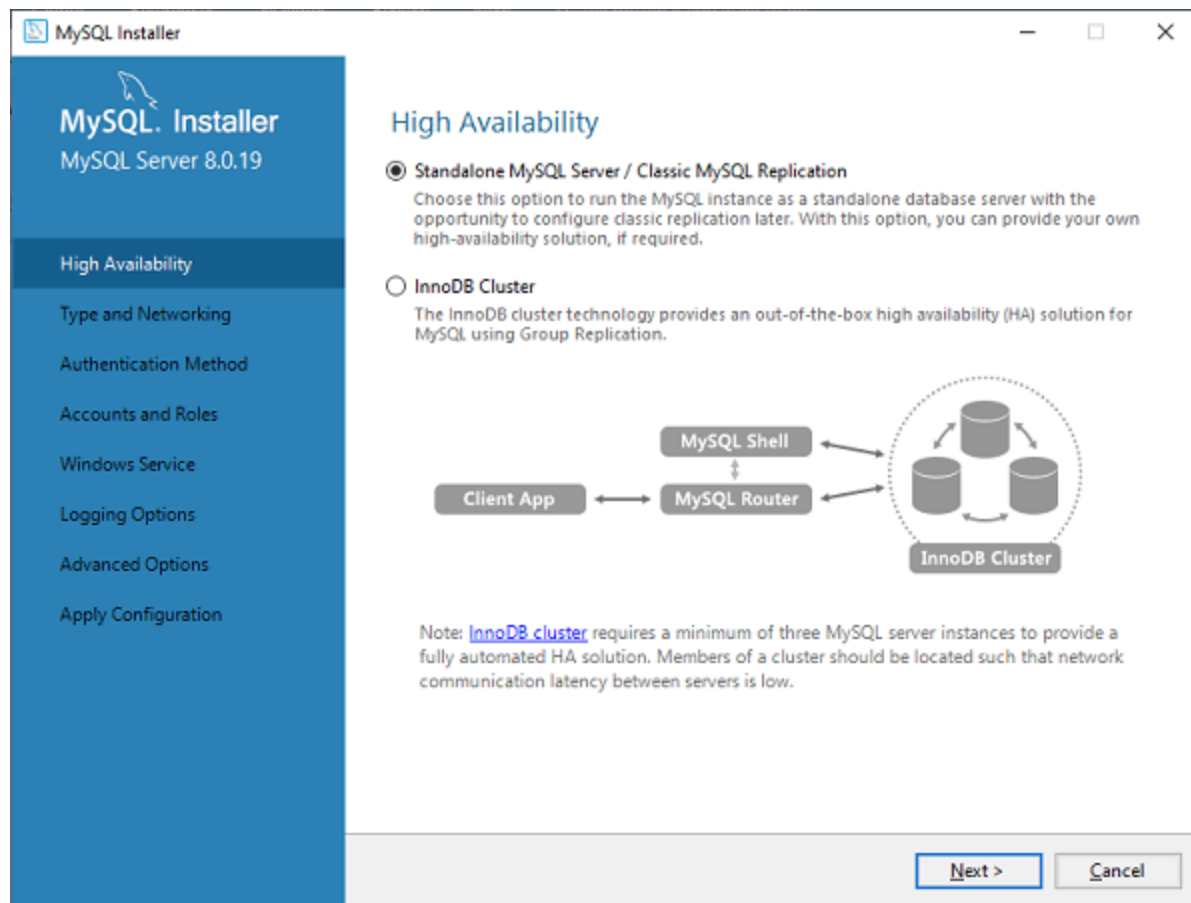 MySQL Installer
MySQL. Installer
MySQL Server 8.0.19
High Availability
Type and Networking
Authentication Method
Accounts and Roles
Windows Service
Logging Options
Advanced Options
Apply Configuration
High Availability
Standalone MySQL Server / Classic MySQL Replication
Choose this option to run the MySQL instance as a standalone database server with the
opportunity to configure classic replication later. With this option, you can provide your own
high-availability solution, if required.
InnoDB Cluster
The InnoDB cluster technology provides an out-of-the-box high availability (HA) solution for
MySQL using Group Replication.
MySQL Shell
Client App
MySQL Router
InnoDB Cluster
Note: InnoDB cluster requires a minimum of three MySQL server instances to provide a
fully automated HA solution. Members of a cluster should be located such that network
communication latency between servers is low.
Next >
Cancel